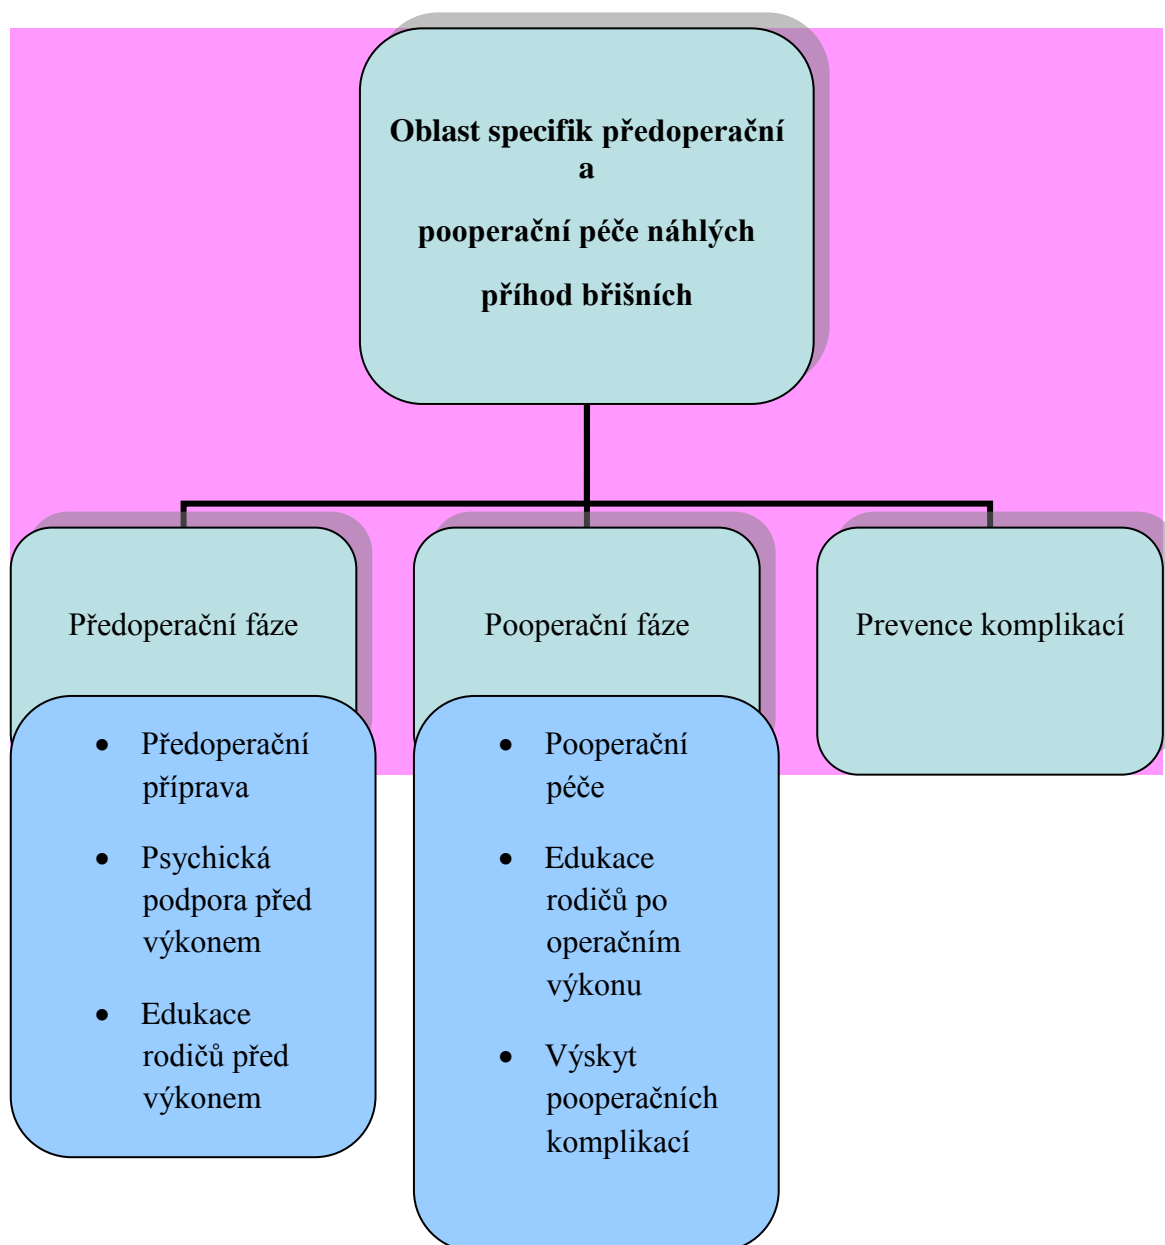 Oblast specifik předoperační
a
pooperační péče náhlých
příhod břišních
Předoperační fáze
Pooperační fáze
Prevence komplikací
• Předoperační
příprava
• Psychická
podpora před
výkonem
• Edukace
rodičů před
výkonem
• Pooperační
péče
• Edukace
rodičů po
operačním
výkonu
• Výskyt
pooperačních
komplikací